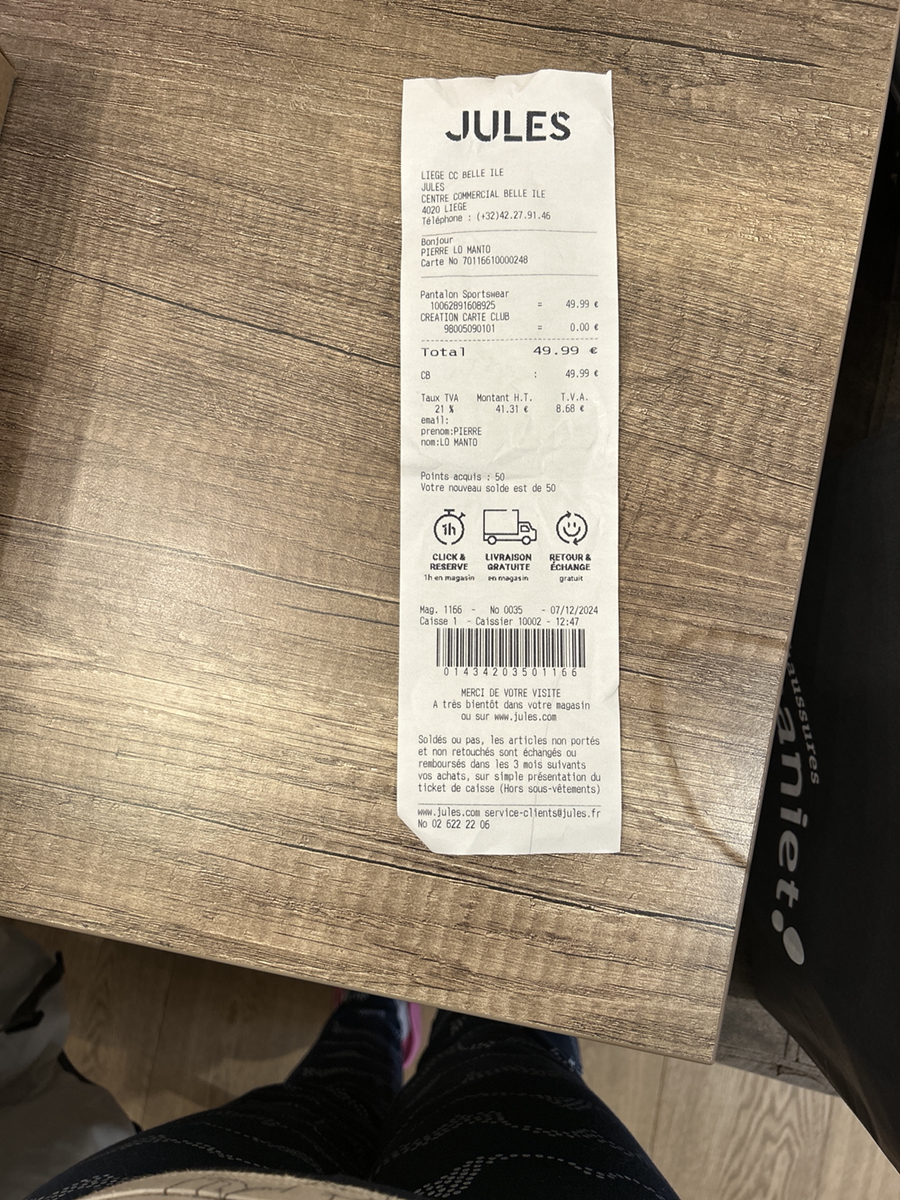 JULES
LIEGE CC BELLE ILE
JULES
CENTRE COMMERCIAL BELLE ILE
4020 LIEGE
Téléphone : (+32)42.27.91.46
Bonjour
PIERRE LO MANTO
Carte No 70116610000248
Pantalon Sportswear
10062891608925 = 49.99 €
CREATION CARTE CLUB
98005090101 = 0.00 €
Total 49.99 €
CB : 49.99 €
Taux TVA Montant H.T. T.V.A.
21 % 41.31 € 8.68 €
email:
prenom:PIERRE
nom:LO MANTO
Points acquis : 50
Votre nouveau solde est de 50
1h
CLICK & RESERVE 1h en magasin
LIVRAISON GRATUITE en magasin
RETOUR & ÉCHANGE gratuit
Mag. 1166 - No 0035 - 07/12/2024
Caisse 1 - Caissier 10002 - 12:47
01434203501166
MERCI DE VOTRE VISITE
A très bientôt dans votre magasin
ou sur www.jules.com
Soldés ou pas, les articles non portés
et non retouchés sont échangés ou
remboursés dans les 3 mois suivants
vos achats, sur simple présentation du
ticket de caisse (Hors sous-vêtements)
www.jules.com service-clients@jules.fr
No 02 622 22 06